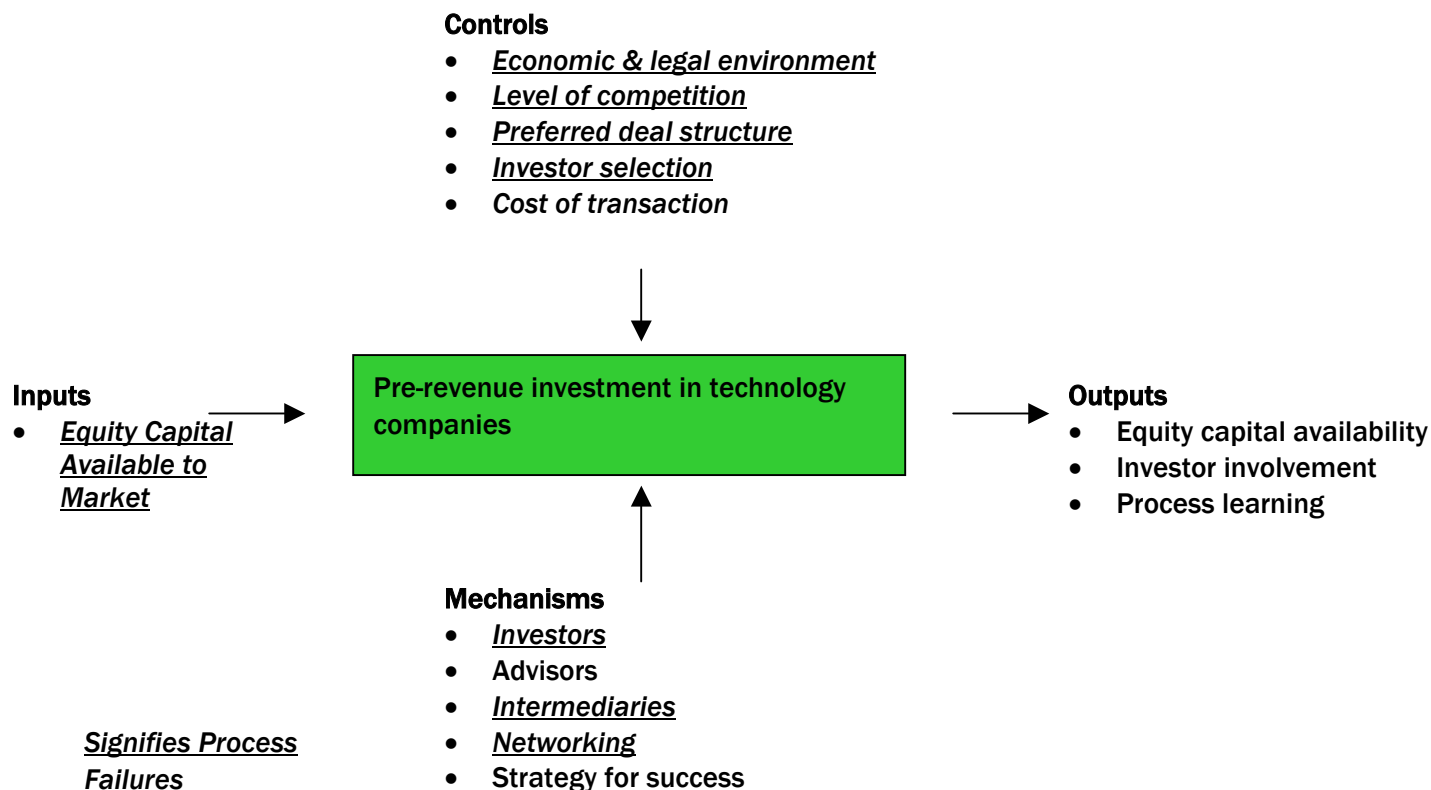 Controls
• Economic & legal environment
• Level of competition
• Preferred deal structure
• Investor selection
• Cost of transaction
Inputs
• Equity Capital
Available to
Market
Pre-revenue investment in technology
companies
Outputs
• Equity capital availability
• Investor involvement
• Process learning
Mechanisms
• Investors
• Advisors
• Intermediaries
• Networking
• Strategy for success
Signifies Process
Failures